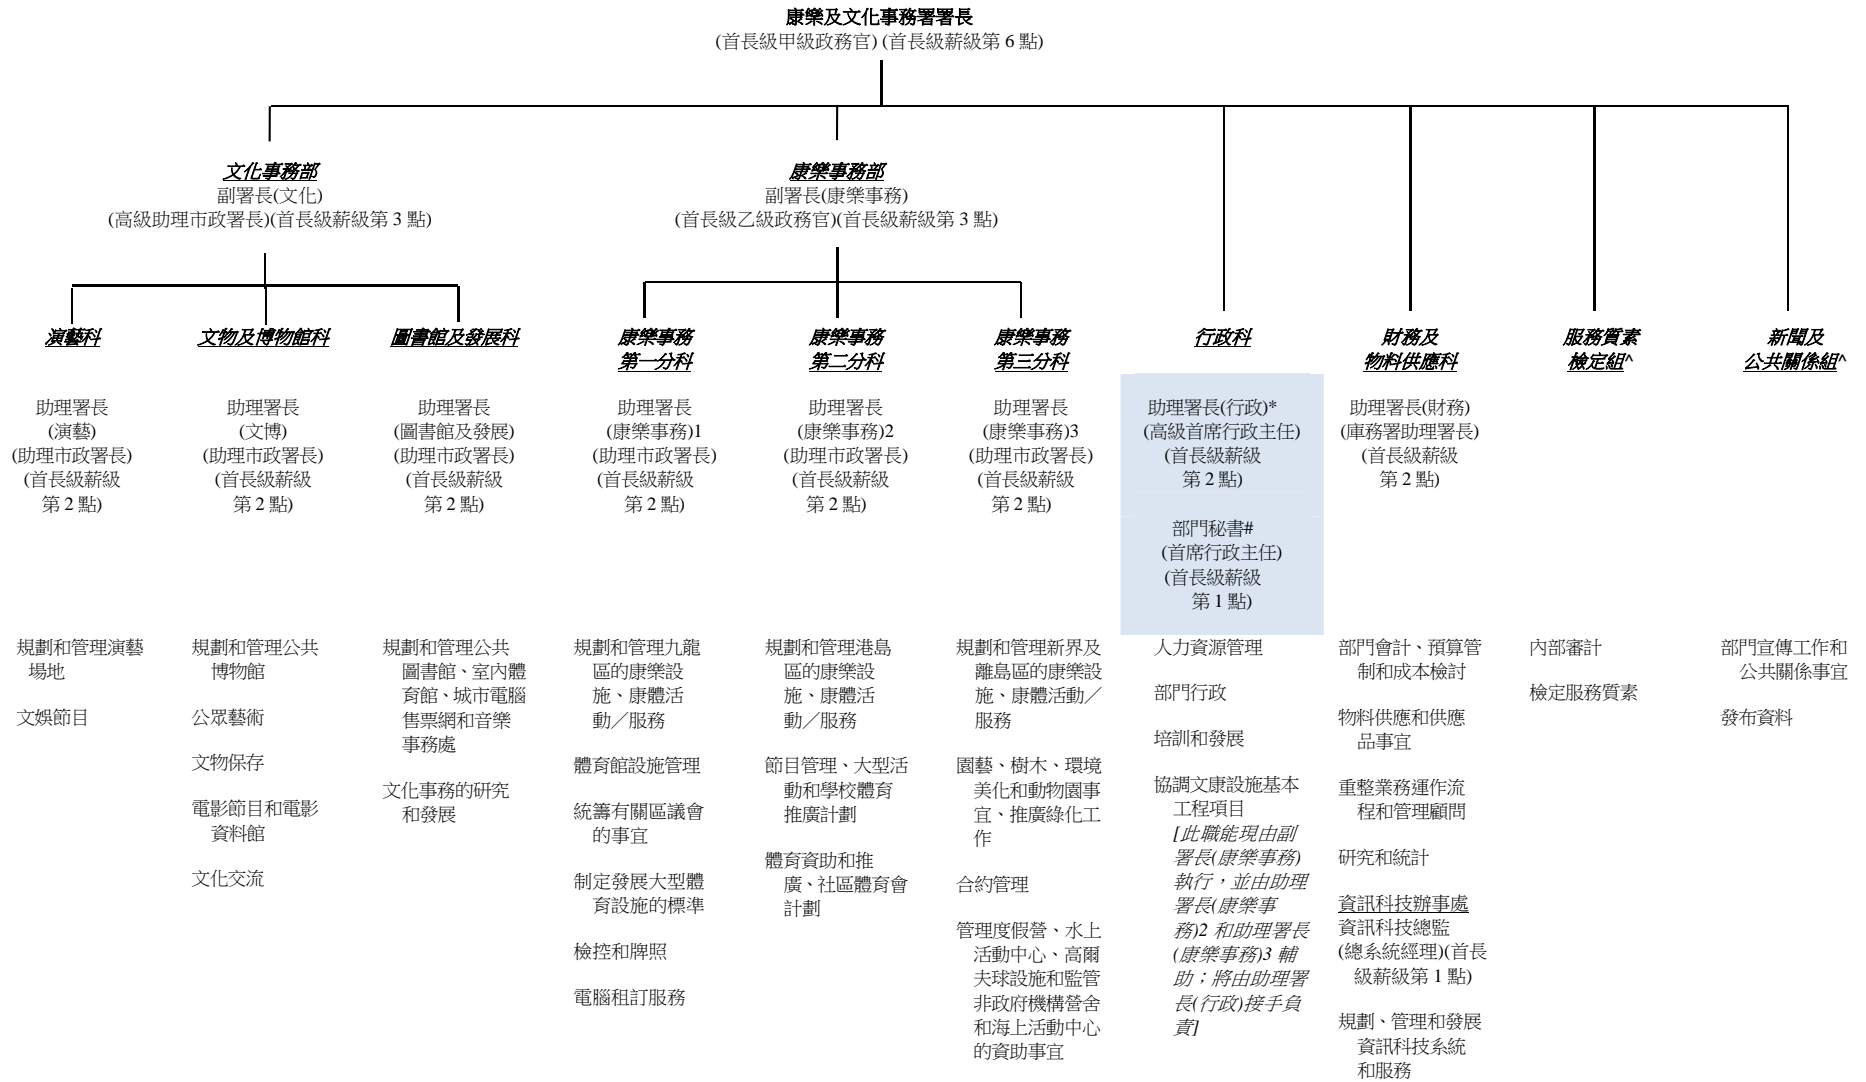 康樂及文化事務署署長
(首長級甲級政務官) (首長級薪級第 6 點)
文化事務部
副署長(文化)
(高級助理市政署長)(首長級薪級第 3 點)
康樂事務部
副署長(康樂事務)
(首長級乙級政務官)(首長級薪級第 3 點)
演藝科
助理署長
(演藝)
(助理市政署長)
(首長級薪級
第 2 點)
規劃和管理演藝
場地
文娛節目
文物及博物館科
助理署長
(文博)
(助理市政署長)
(首長級薪級
第 2 點)
規劃和管理公共
博物館
公眾藝術
文物保存
電影節目和電影
資料館
文化交流
圖書館及發展科
助理署長
(圖書館及發展)
(助理市政署長)
(首長級薪級
第 2 點)
規劃和管理公共
圖書館、室內體
育館、城市電腦
售票網和音樂
事務處
文化事務的研究
和發展
康樂事務
第一分科
助理署長
(康樂事務)1
(助理市政署長)
(首長級薪級
第 2 點)
規劃和管理九龍
區的康樂設
施、康體活
動／服務
體育館設施管理
統籌有關區議會
的事宜
制定發展大型體
育設施的標準
檢控和牌照
電腦租訂服務
康樂事務
第二分科
助理署長
(康樂事務)2
(助理市政署長)
(首長級薪級
第 2 點)
規劃和管理港島
區的康樂設
施、康體活
動／服務
節目管理、大型活
動和學校體育
推廣計劃
體育資助和推
廣、社區體育會
計劃
康樂事務
第三分科
助理署長
(康樂事務)3
(助理市政署長)
(首長級薪級
第 2 點)
規劃和管理新界及
離島區的康樂設
施、康體活動／
服務
園藝、樹木、環境
美化和動物園事
宜、推廣綠化工
作
合約管理
管理度假營、水上
活動中心、高爾
夫球設施和監管
非政府機構營舍
和海上活動中心
的資助事宜
行政科
助理署長(行政)*
(高級首席行政主任)
(首長級薪級
第 2 點)
部門秘書#
(首席行政主任)
(首長級薪級
第 1 點)
人力資源管理
部門行政
培訓和發展
協調文康設施基本
工程項目
[此職能現由副
署長(康樂事務)
執行，並由助理
署長(康樂事
務)2 和助理署長
(康樂事務)3 輔
助；將由助理署
長(行政)接手負
責]
財務及
物料供應科
助理署長(財務)
(庫務署助理署長)
(首長級薪級
第 2 點)
部門會計、預算管
制和成本檢討
物料供應和供應
品事宜
重整業務運作流
程和管理顧問
研究和統計
資訊科技辦事處
資訊科技總監
(總系統經理)(首長
級薪級第 1 點)
規劃、管理和發展
資訊科技系統
和服務
服務質素
檢定組^
內部審計
檢定服務質素
新聞及
公共關係組^
部門宣傳工作和
公共關係事宜
發布資料